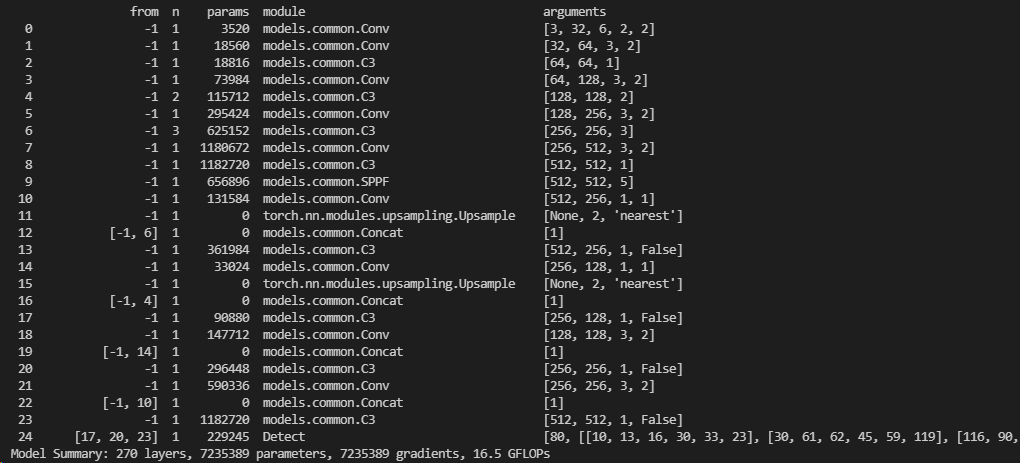 from n params module arguments
0 -1 1 3520 models.common.Conv [3, 32, 6, 2, 2]
1 -1 1 18560 models.common.Conv [32, 64, 3, 2]
2 -1 1 18816 models.common.C3 [64, 64, 1]
3 -1 1 73984 models.common.Conv [64, 128, 3, 2]
4 -1 2 115712 models.common.C3 [128, 128, 2]
5 -1 1 295424 models.common.Conv [128, 256, 3, 2]
6 -1 3 625152 models.common.C3 [256, 256, 3]
7 -1 1 1180672 models.common.Conv [256, 512, 3, 2]
8 -1 1 1182720 models.common.C3 [512, 512, 1]
9 -1 1 656896 models.common.SPPF [512, 512, 5]
10 -1 1 131584 models.common.Conv [512, 256, 1, 1]
11 -1 1 0 torch.nn.modules.upsampling.Upsample [None, 2, 'nearest']
12 [-1, 6] 1 0 models.common.Concat [1]
13 -1 1 361984 models.common.C3 [512, 256, 1, False]
14 -1 1 33024 models.common.Conv [256, 128, 1, 1]
15 -1 1 0 torch.nn.modules.upsampling.Upsample [None, 2, 'nearest']
16 [-1, 4] 1 0 models.common.Concat [1]
17 -1 1 90880 models.common.C3 [256, 128, 1, False]
18 -1 1 147712 models.common.Conv [128, 128, 3, 2]
19 [-1, 14] 1 0 models.common.Concat [1]
20 -1 1 296448 models.common.C3 [256, 256, 1, False]
21 -1 1 590336 models.common.Conv [256, 256, 3, 2]
22 [-1, 10] 1 0 models.common.Concat [1]
23 -1 1 1182720 models.common.C3 [512, 512, 1, False]
24 [17, 20, 23] 1 229245 Detect [80, [[10, 13, 16, 30, 33, 23], [30, 61, 62, 45, 59, 119], [116, 90,
Model Summary: 270 layers, 7235389 parameters, 7235389 gradients, 16.5 GFLOPs